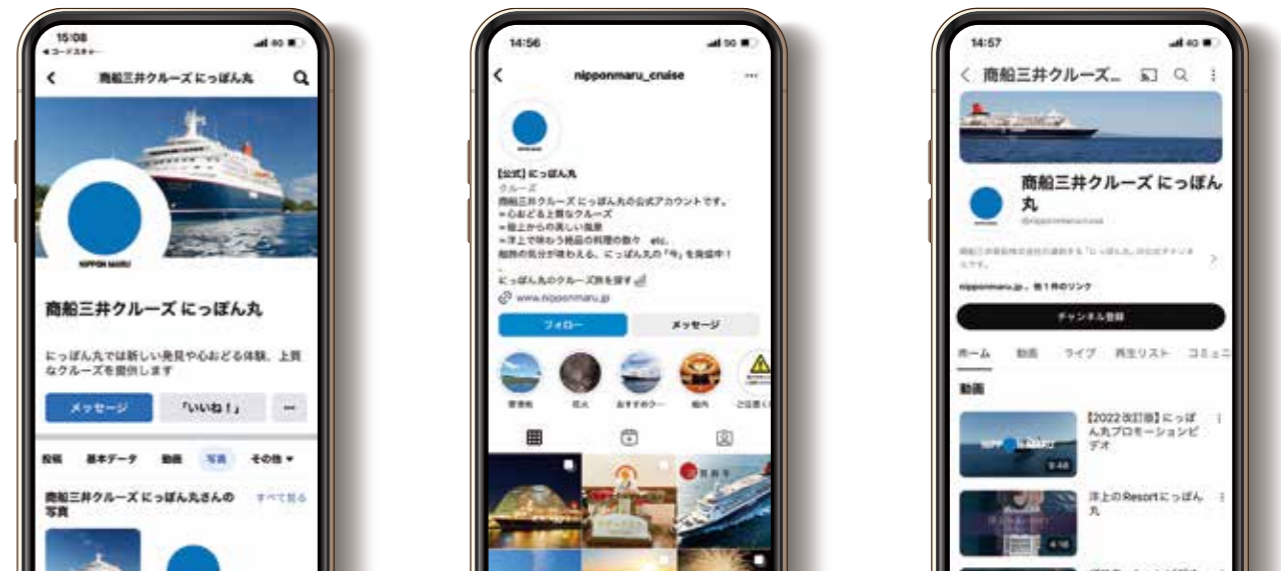 15:08
4G
商船三井クルーズ にっぽん丸
NIPPON MARU
商船三井クルーズ にっぽん丸
にっぽん丸では新しい発見や心おどる体験、上質
なクルーズを提供します
メッセージ
「いいね！」
投稿 基本データ 動画 写真 その他
商船三井クルーズ にっぽん丸さんの
写真
すべて見る
14:56
5G
nipponmaru_cruise
【公式】にっぽん丸
クルーズ
商船三井クルーズ にっぽん丸の公式アカウントです。
心おどる上質なクルーズ
船上からの美しい風景
洋上で味わう絶品の料理の数々 etc.
船旅の気分が味わえる、にっぽん丸の「今」を発信中！
にっぽん丸のクルーズ旅を探す
www.nipponmaru.jp
フォロー
メッセージ
花火 おすすめクー 船内
14:57
4G
商船三井クルーズ...
商船三井クルーズ にっぽん
丸
nipponmaru.jp、他 1 件のリンク
チャンネル登録
ホーム 動画 ライブ 再生リスト コミュニ
動画
【2022 改訂版】にっぽ
ん丸プロモーションビ
デオ
9:48
洋上の Resort にっぽん
丸
4:16